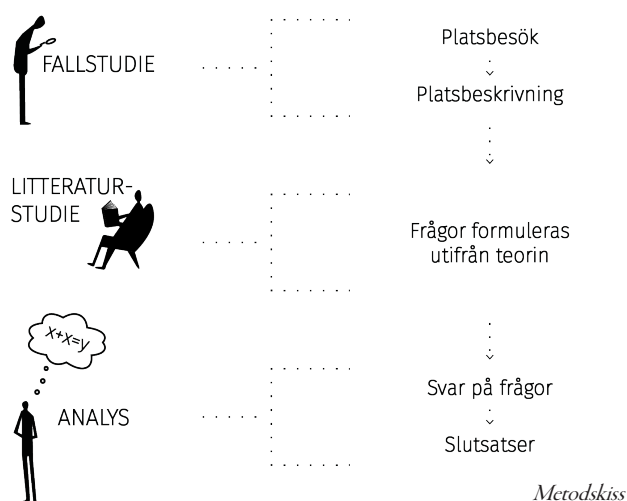 FALLSTUDIE
Platsbesök
Platsbeskrivning
LITTERATUR-
STUDIE
Frågor formuleras
utifrån teorin
x+x=y
ANALYS
Svar på frågor
Slutsatser
Metodskiss